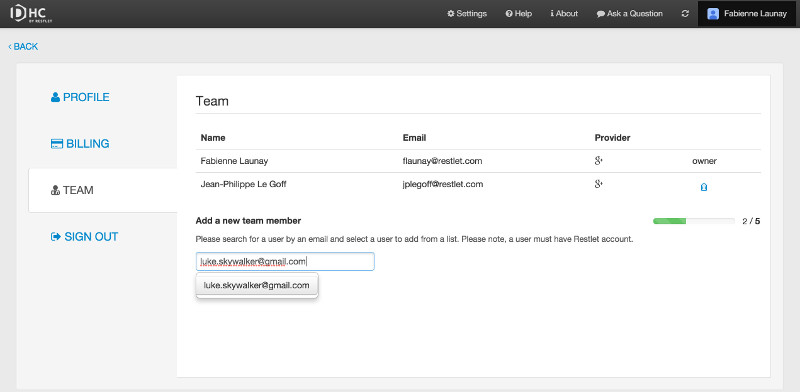 DHC
BY RESTLET
Settings
Help
About
Ask a Question
Fabienne Launay
‹ BACK
PROFILE
BILLING
TEAM
SIGN OUT
Team
Name Email Provider
Fabienne Launay flaunay@restlet.com g+ owner
Jean-Philippe Le Goff jplegoff@restlet.com g+
Add a new team member 2 / 5
Please search for a user by an email and select a user to add from a list. Please note, a user must have Restlet account.
luke.skywalker@gmail.com
luke.skywalker@gmail.com